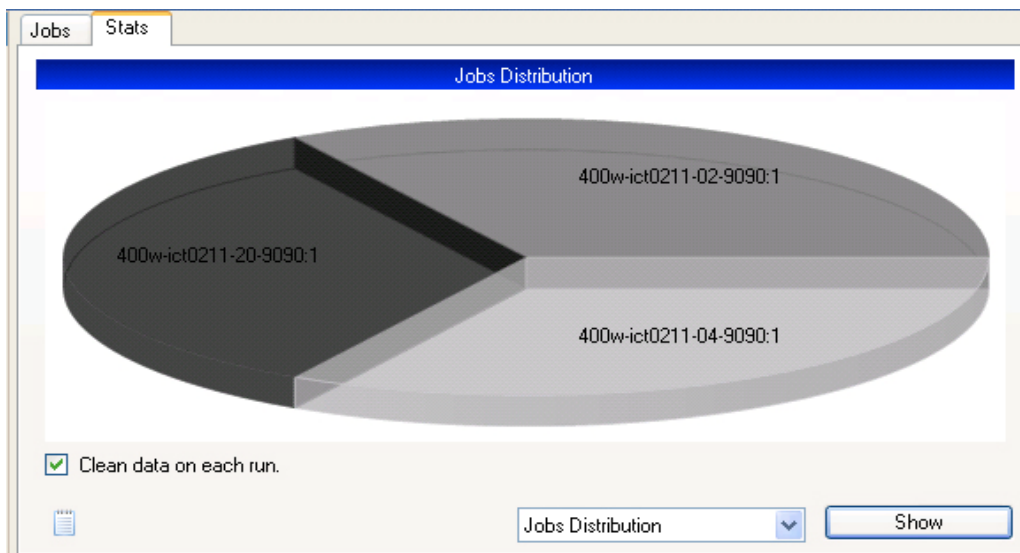 Jobs
Stats
Jobs Distribution
400w-ict0211-02-9090:1
400w-ict0211-20-9090:1
400w-ict0211-04-9090:1
Clean data on each run.
Jobs Distribution
Show